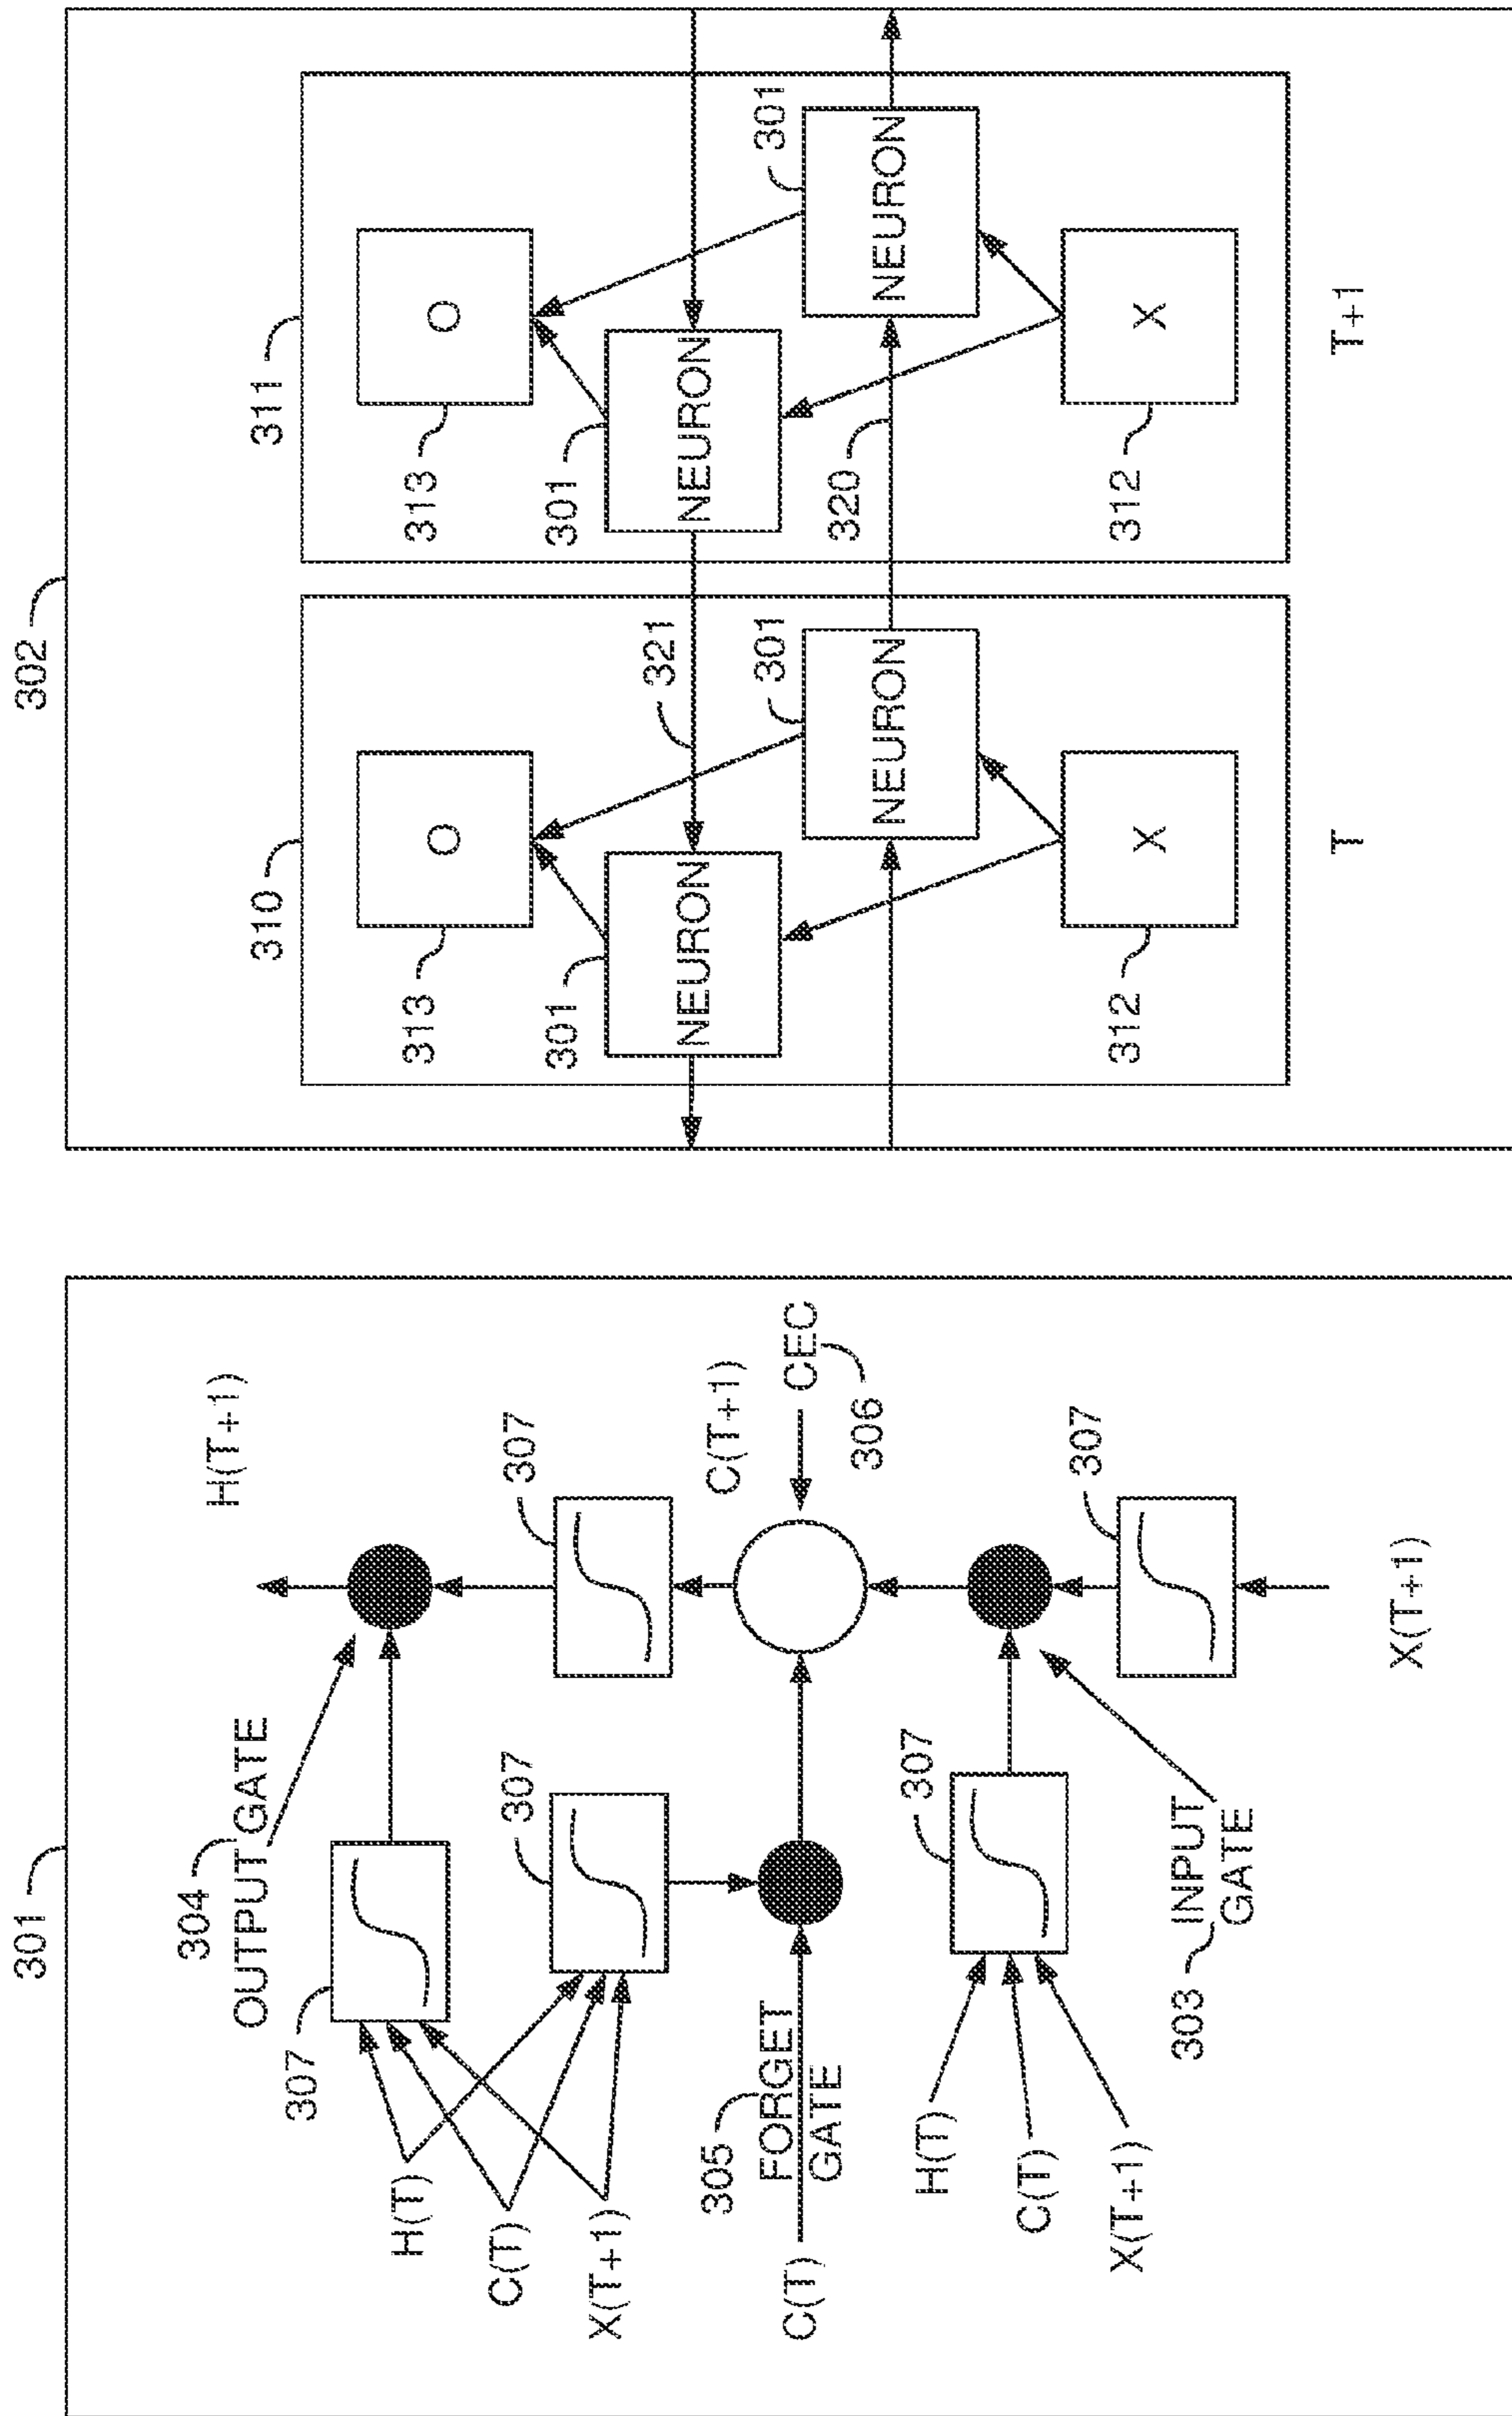 301
304
OUTPUT GATE
H(T+1)
307
H(T)
307
307
C(T)
X(T+1)
305
FORGET
GATE
C(T)
C(T+1)
CEC
306
307
307
H(T)
C(T)
X(T+1)
303
INPUT
GATE
X(T+1)
302
310
311
O
O
313
313
321
301
301
NEURON
NEURON
301
301
320
NEURON
NEURON
312
312
X
X
T
T+1